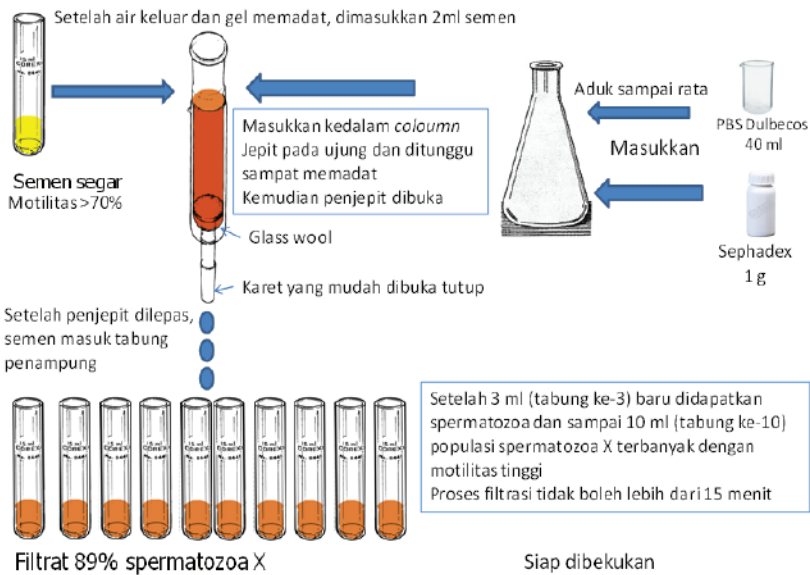 Setelah air keluar dan gel memadat, dimasukkan 2ml semen
Aduk sampai rata
PBS Dulbecos
40 ml
Masukkan
Masukkan kedalam coloumn
Jepit pada ujung dan ditunggu
sampat memadat
Kemudian penjepit dibuka
Semen segar
Motilitas >70%
Glass wool
Sephadex
1 g
Karet yang mudah dibuka tutup
Setelah penjepit dilepas,
semen masuk tabung
penampung
Setelah 3 ml (tabung ke-3) baru didapatkan
spermatozoa dan sampai 10 ml (tabung ke-10)
populasi spermatozoa X terbanyak dengan
motilitas tinggi
Proses filtrasi tidak boleh lebih dari 15 menit
Filtrat 89% spermatozoa X
Siap dibekukan